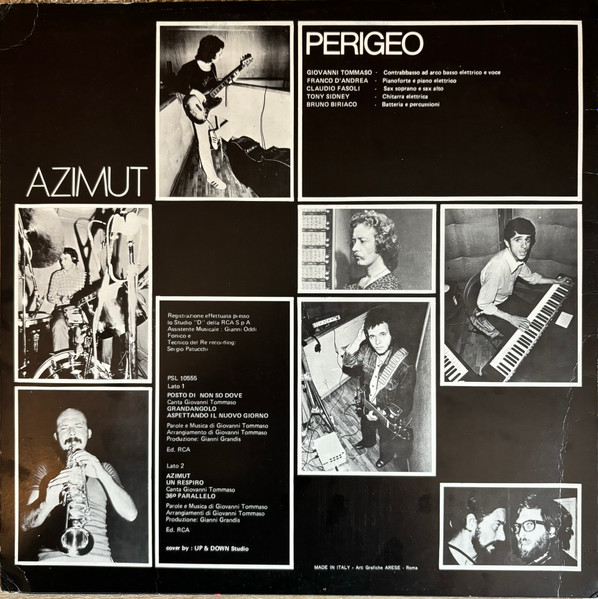 PERIGEO
GIOVANNI TOMMASO - Contrabbasso ad arco basso elettrico e voce
FRANCO D'ANDREA - Pianoforte e piano elettrico
CLAUDIO FASOLI - Sax soprano e sax alto
TONY SIDNEY - Chitarra elettrica
BRUNO BIRIACO - Batteria e percussioni
AZIMUT
Registrazione effettuata presso
lo Studio "D" della RCA S p A
Assistente Musicale : Gianni Oddi
Fonico e
Tecnico del Re recording:
Sergio Patucchi
PSL 10555
Lato 1
POSTO DI NON SO DOVE
Canta Giovanni Tommaso
GRANDANGOLO
ASPETTANDO IL NUOVO GIORNO
Parole e Musica di Giovanni Tommaso
Arrangiamento di Giovanni Tommaso
Produzione: Gianni Grandis
Ed. RCA
Lato 2
AZIMUT
UN RESPIRO
Canta Giovanni Tommaso
36º PARALLELO
Parole e Musica di Giovanni Tommaso
Arrangiamenti di Giovanni Tommaso
Produzione: Gianni Grandis
Ed. RCA
cover by : UP & DOWN Studio
MADE IN ITALY - Arti Grafiche ARESE - Roma